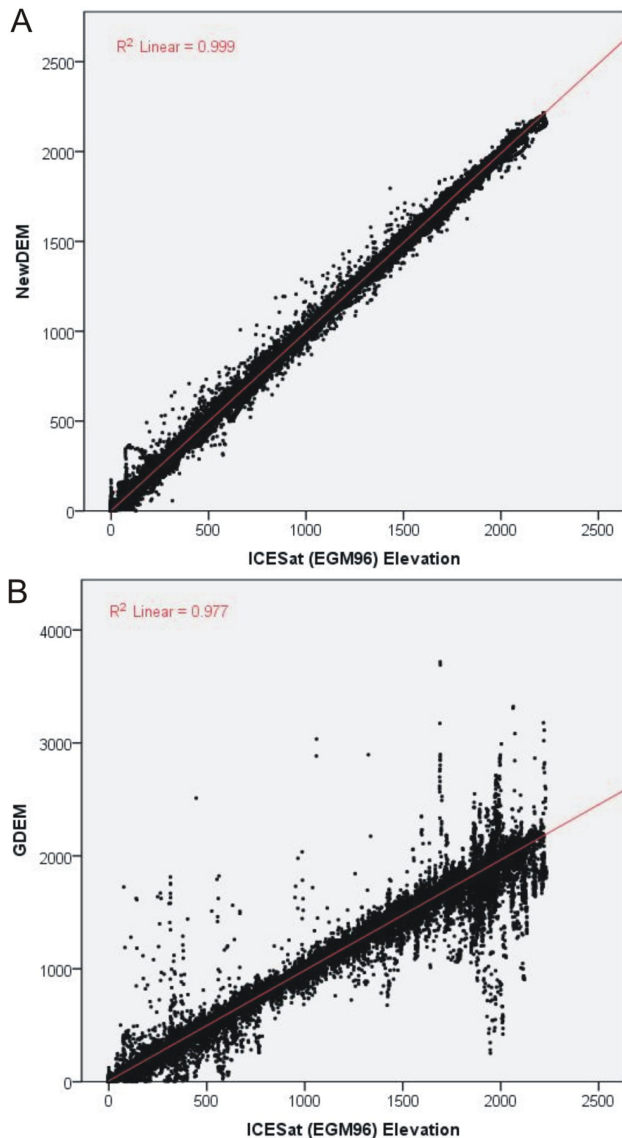 A
R² Linear = 0.999
2500
2000
1500
1000
500
0
NewDEM
0 500 1000 1500 2000 2500
ICESat (EGM96) Elevation
B
R² Linear = 0.977
4000
3000
2000
1000
0
GDEM
0 500 1000 1500 2000 2500
ICESat (EGM96) Elevation